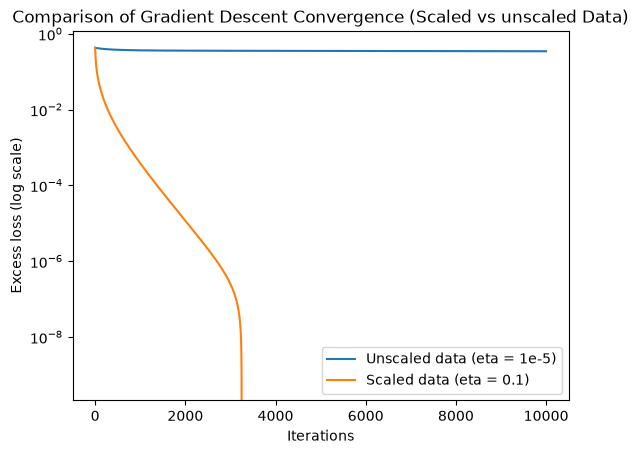 Comparison of Gradient Descent Convergence (Scaled vs unscaled Data)
10⁰
10⁻²
10⁻⁴
10⁻⁶
10⁻⁸
Excess loss (log scale)
Unscaled data (eta = 1e-5)
Scaled data (eta = 0.1)
0 2000 4000 6000 8000 10000
Iterations